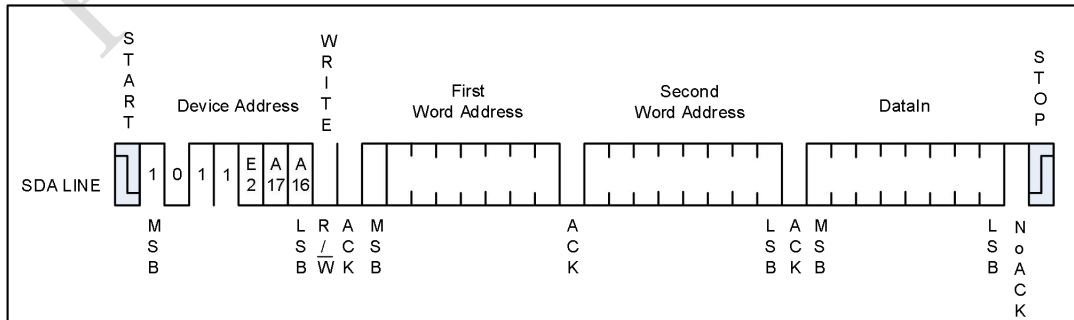 START
WRITE
STOP
Device Address
First
Word Address
Second
Word Address
DataIn
SDA LINE
1 0 1 1 E2 A17 A16
MSB
LSB
R/W
ACK
MSB
ACK
LSB
ACK
MSB
LSB
NoACK